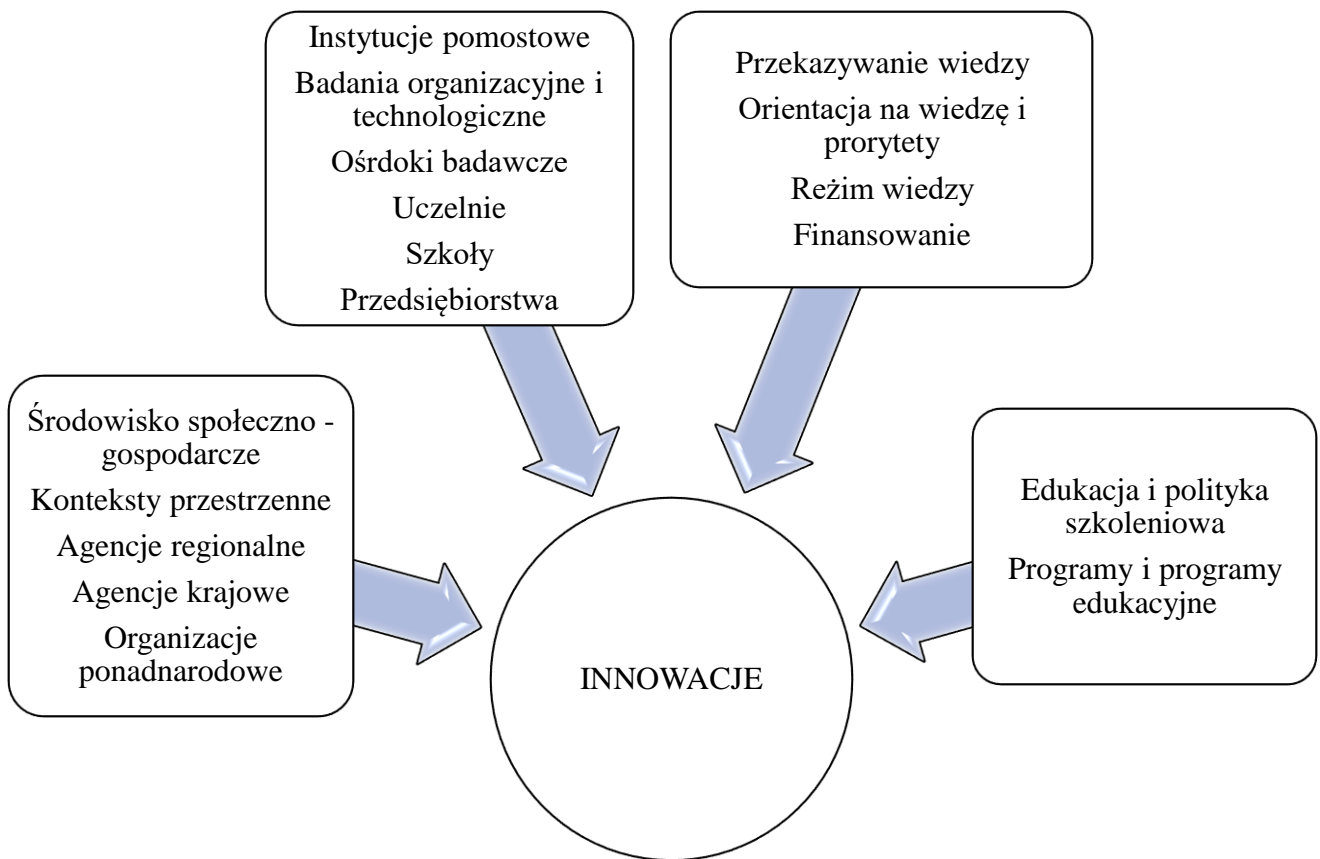 Instytucje pomostowe
Badania organizacyjne i
technologiczne
Ośrdoki badawcze
Uczelnie
Szkoły
Przedsiębiorstwa
Przekazywanie wiedzy
Orientacja na wiedzę i
prorytety
Reżim wiedzy
Finansowanie
Środowisko społeczno -
gospodarcze
Konteksty przestrzenne
Agencje regionalne
Agencje krajowe
Organizacje
ponadnarodowe
Edukacja i polityka
szkoleniowa
Programy i programy
edukacyjne
INNOWACJE